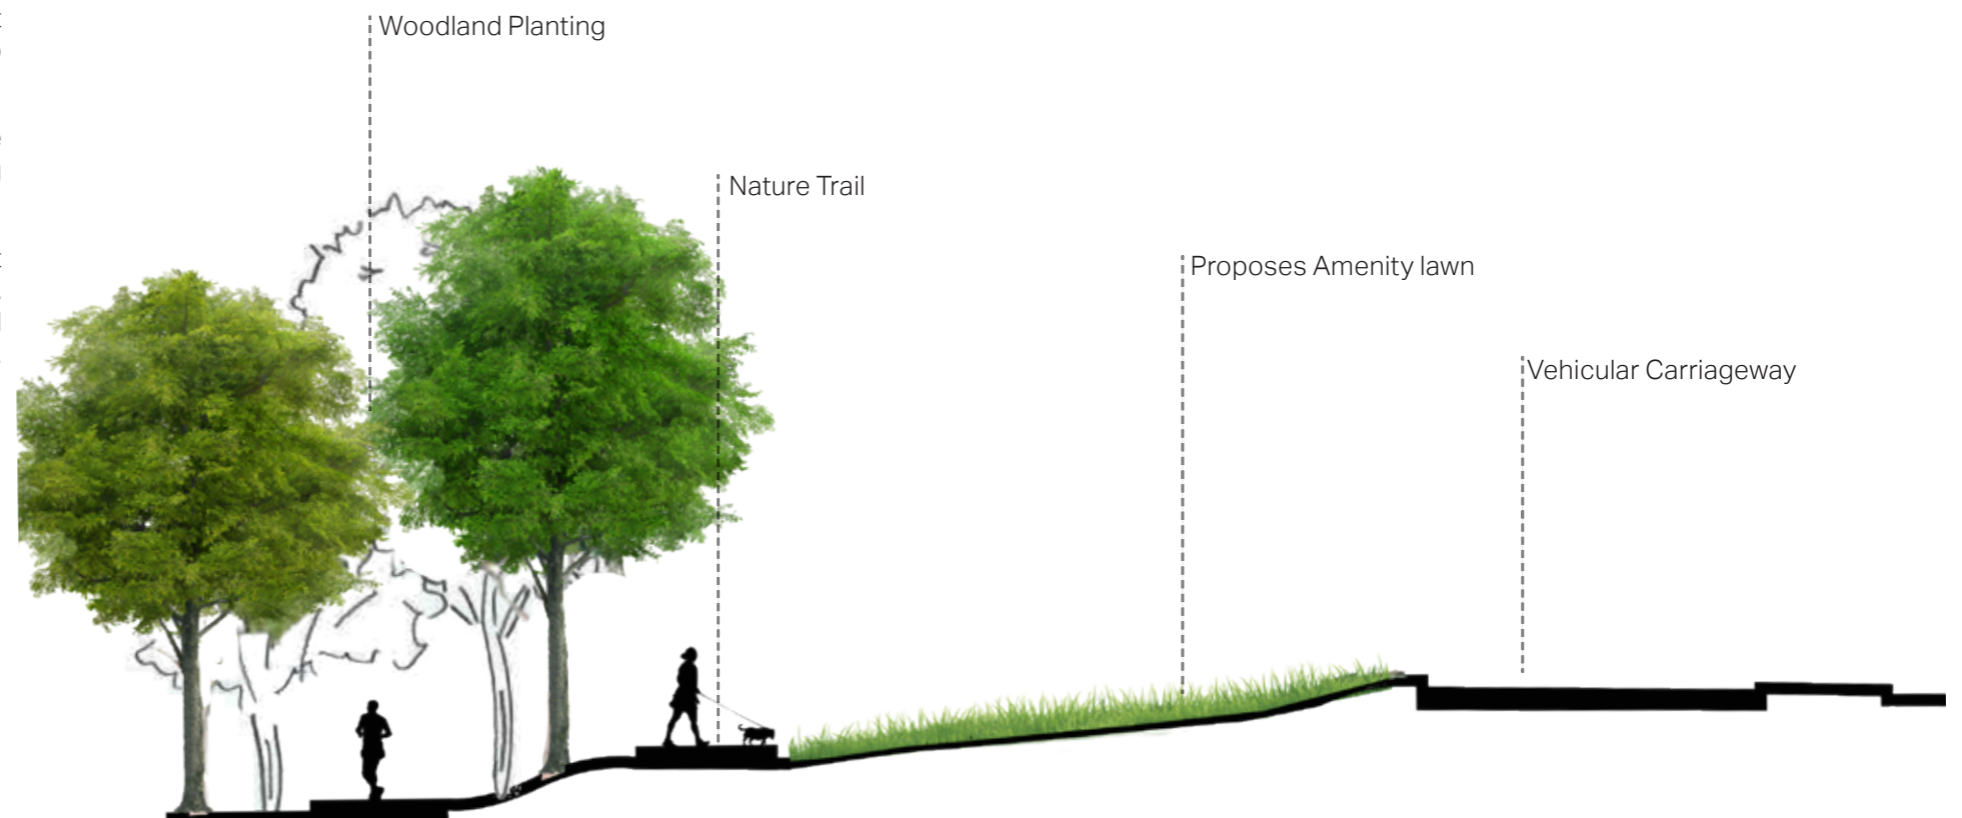 Woodland Planting
Nature Trail
Proposes Amenity lawn
Vehicular Carriageway